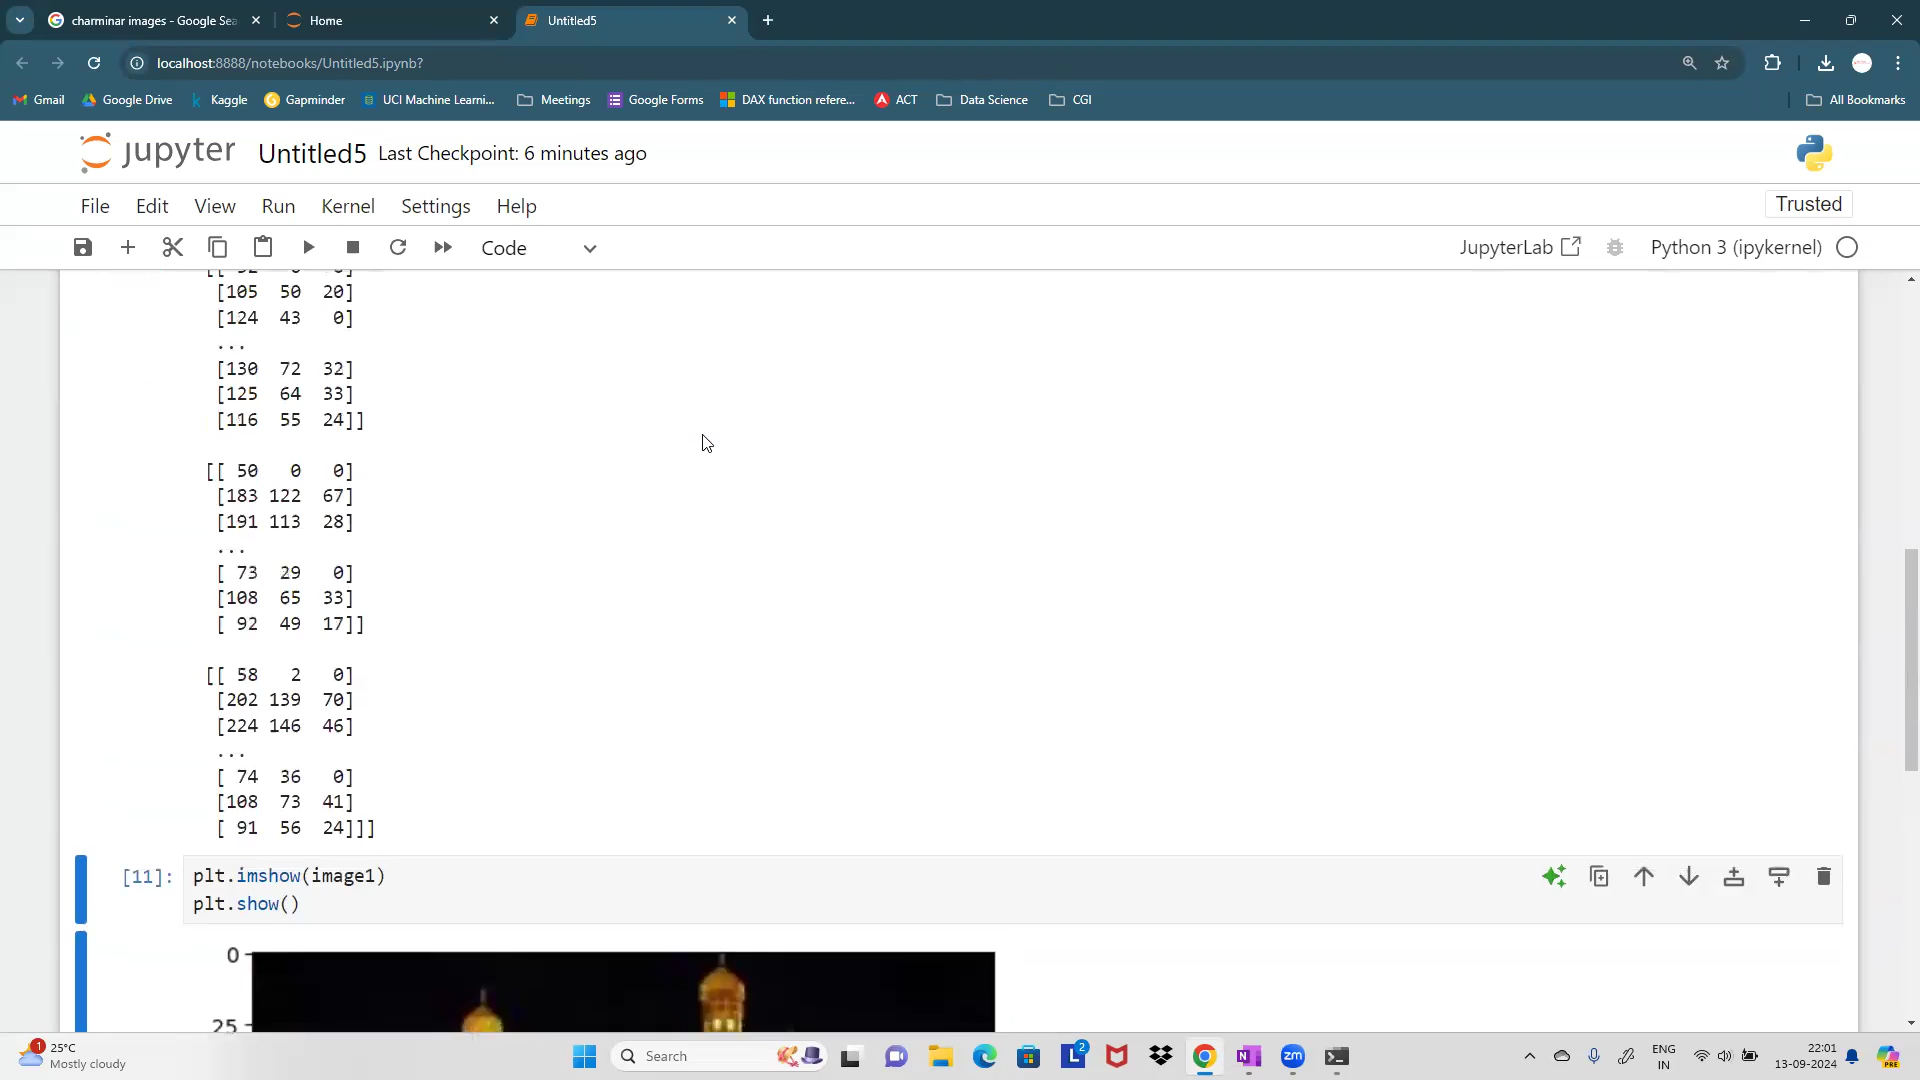 charminar images - Google Sea
Home
Untitled5
localhost:8888/notebooks/Untitled5.ipynb?
Gmail
Google Drive
Kaggle
Gapminder
UCI Machine Learni...
Meetings
Google Forms
DAX function refere...
ACT
Data Science
CGI
All Bookmarks
jupyter
Untitled5
Last Checkpoint: 6 minutes ago
File
Edit
View
Run
Kernel
Settings
Help
Trusted
Code
JupyterLab
Python 3 (ipykernel)
[105  50  20]
[124  43   0]
...
[130  72  32]
[125  64  33]
[116  55  24]]
[[ 50   0   0]
[183 122  67]
[191 113  28]
...
[ 73  29   0]
[108  65  33]
[ 92  49  17]]
[[ 58   2   0]
[202 139  70]
[224 146  46]
...
[ 74  36   0]
[108  73  41]
[ 91  56  24]]]
[11]:
plt.imshow(image1)
plt.show()
0
25
1
25°C
Mostly cloudy
Search
2
L
N
zm
ENG
IN
22:01
13-09-2024
PRE